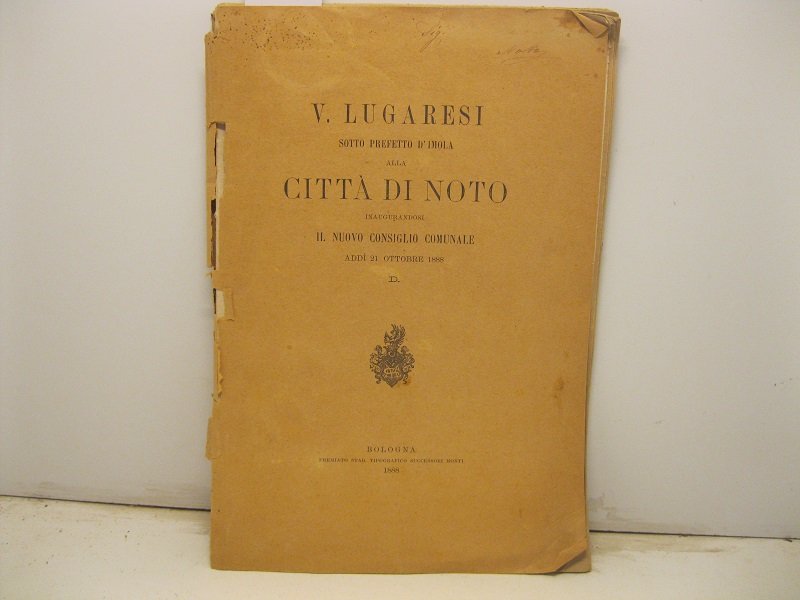 Sig.
V. LUGARESI
SOTTO PREFETTO D'IMOLA
ALLA
CITTÀ DI NOTO
INAUGURANDOSI
IL NUOVO CONSIGLIO COMUNALE
ADDÌ 21 OTTOBRE 1888
D.
BOLOGNA
PREMIATO STAB. TIPOGRAFICO SUCCESSORI MONTI
1888